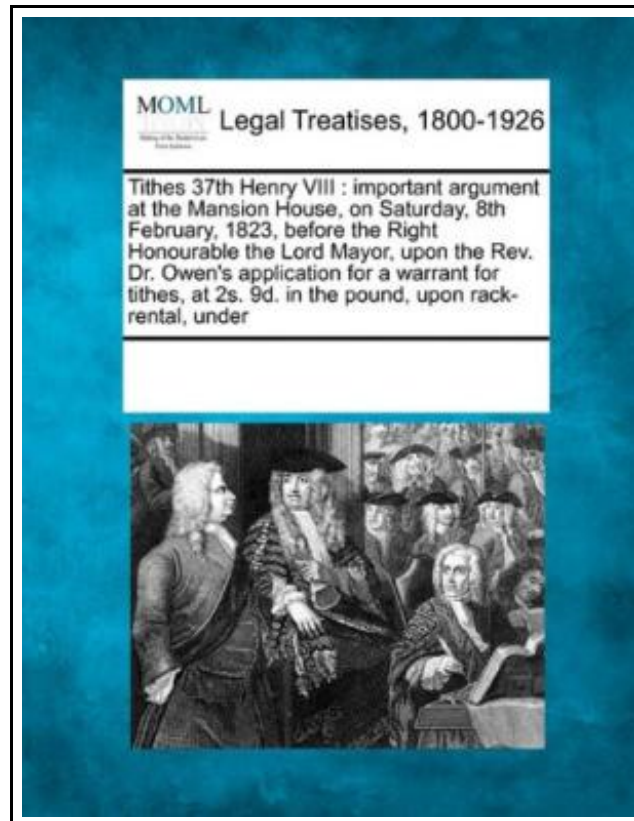 MOML
Legal Treatises, 1800-1926
Tithes 37th Henry VIII : important argument
at the Mansion House, on Saturday, 8th
February, 1823, before the Right
Honourable the Lord Mayor, upon the Rev.
Dr. Owen's application for a warrant for
tithes, at 2s. 9d. in the pound, upon rack-
rental, under